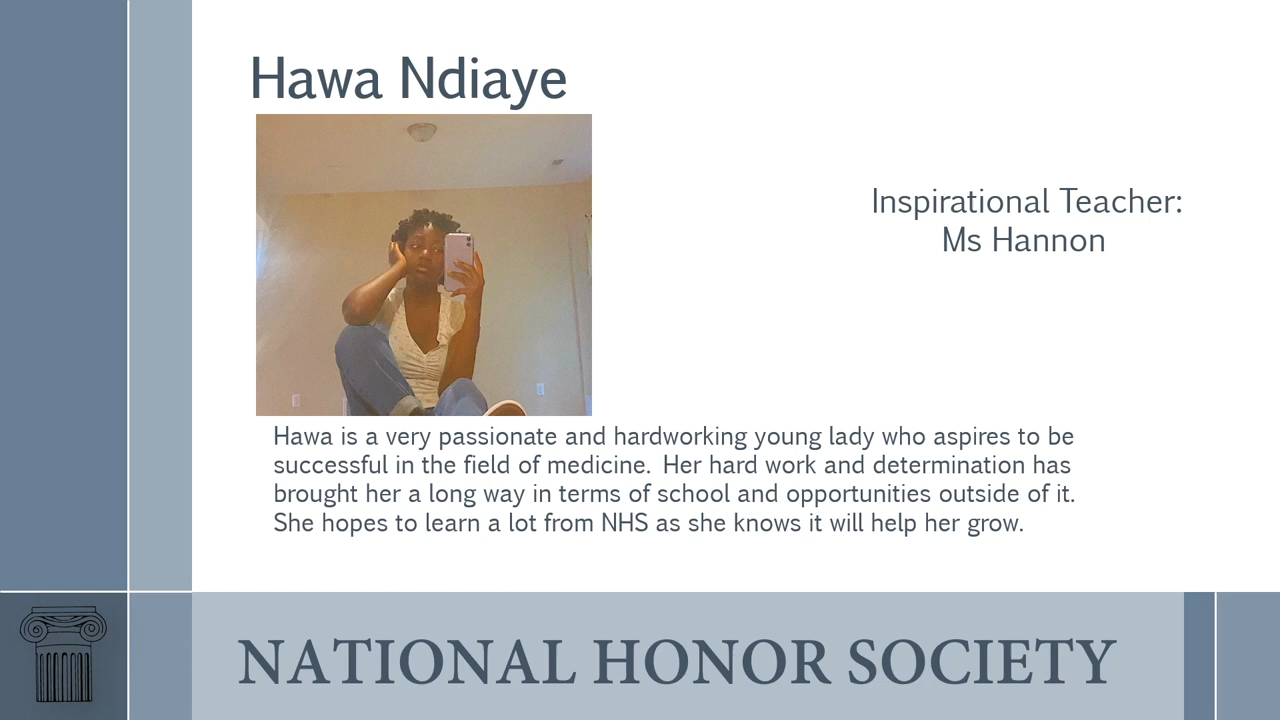 Hawa Ndiaye
Inspirational Teacher:
Ms Hannon
Hawa is a very passionate and hardworking young lady who aspires to be
successful in the field of medicine. Her hard work and determination has
brought her a long way in terms of school and opportunities outside of it.
She hopes to learn a lot from NHS as she knows it will help her grow.
NATIONAL HONOR SOCIETY